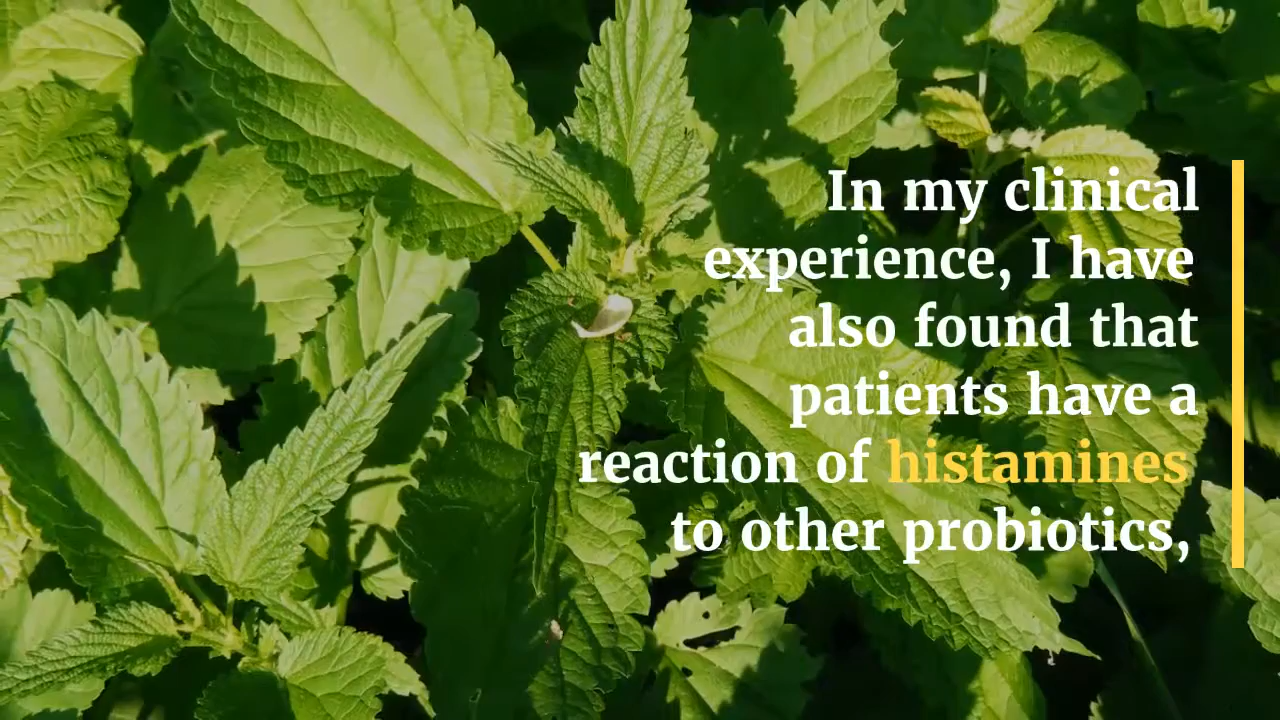 In my clinical
experience, I have
also found that
patients have a
reaction of histamines
to other probiotics,